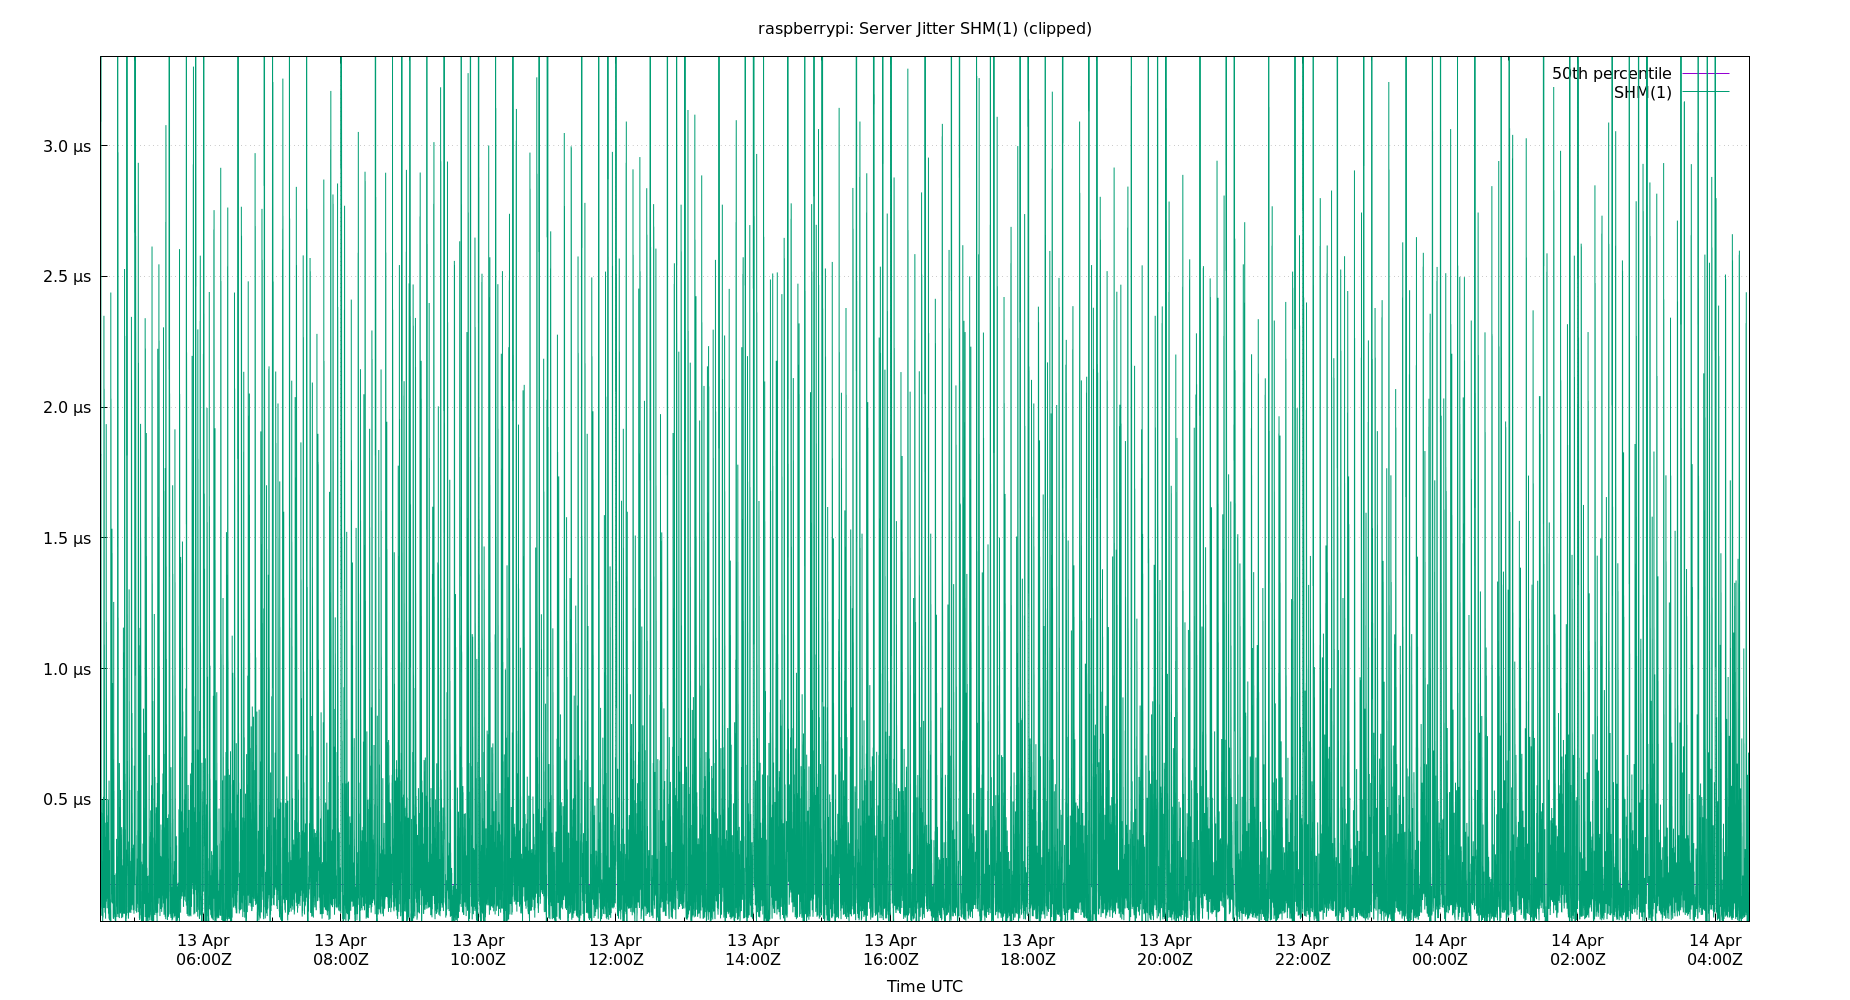 raspberrypi: Server Jitter SHM(1) (clipped)
50th percentile
SHM(1)
3.0 µs
2.5 µs
2.0 µs
1.5 µs
1.0 µs
0.5 µs
13 Apr 13 Apr 13 Apr 13 Apr 13 Apr 13 Apr 13 Apr 13 Apr 13 Apr 14 Apr 14 Apr 14 Apr
06:00Z 08:00Z 10:00Z 12:00Z 14:00Z 16:00Z 18:00Z 20:00Z 22:00Z 00:00Z 02:00Z 04:00Z
Time UTC